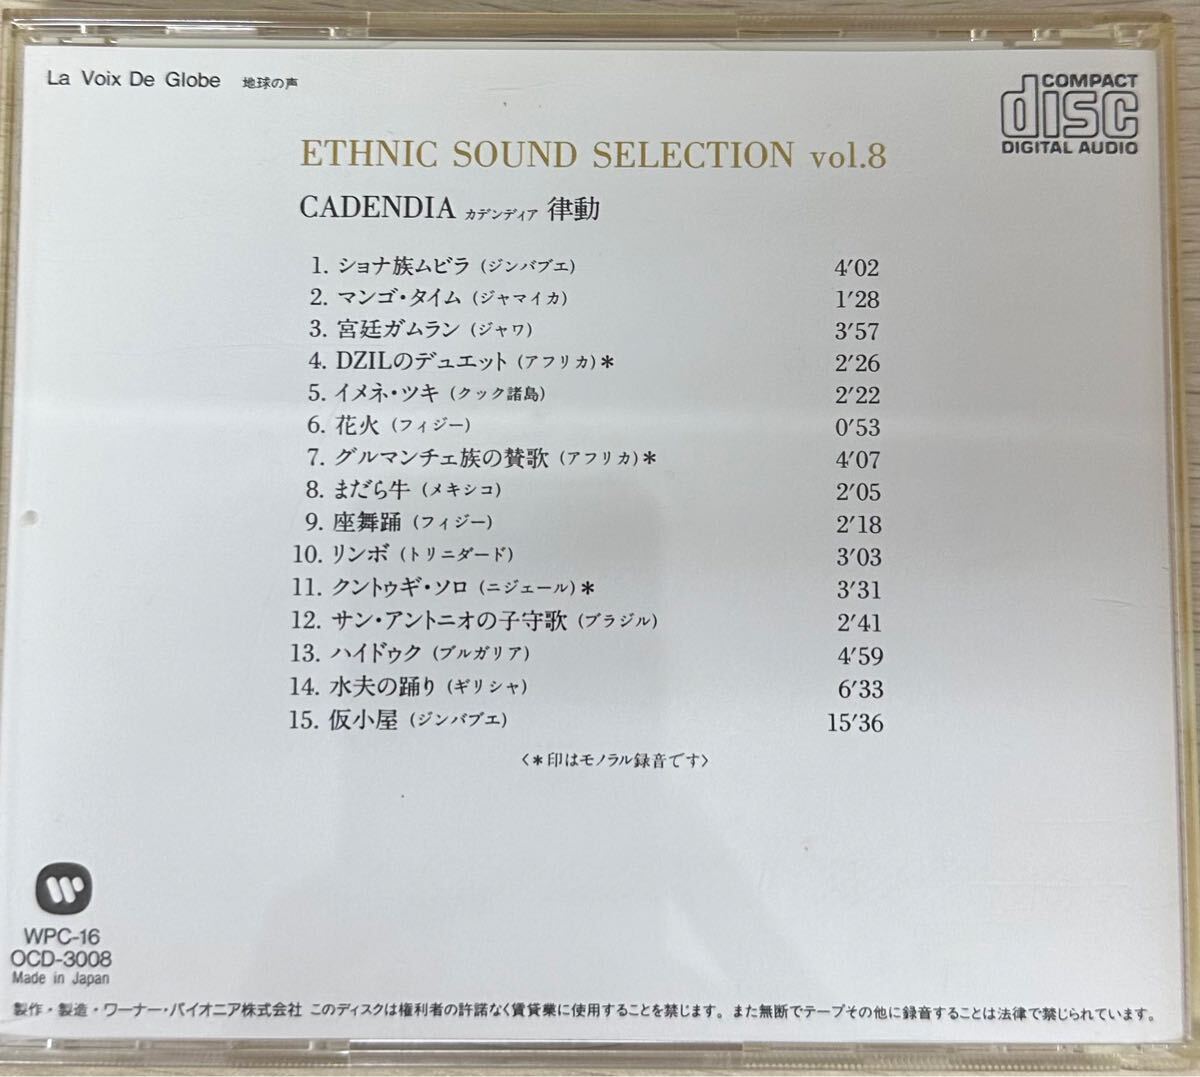 La Voix De Globe 地球の声
COMPACT
disc
DIGITAL AUDIO
ETHNIC SOUND SELECTION vol.8
CADENDIA カデンディア 律動
1. ショナ族ムビラ (ジンバブエ) 4′02
2. マンゴ・タイム (ジャマイカ) 1′28
3. 宮廷ガムラン (ジャワ) 3′57
4. DZILのデュエット (アフリカ)* 2′26
5. イメネ・ツキ (クック諸島) 2′22
6. 花火 (フィジー) 0′53
7. グルマンチェ族の賛歌 (アフリカ)* 4′07
8. まだら牛 (メキシコ) 2′05
9. 座舞踊 (フィジー) 2′18
10. リンボ (トリニダード) 3′03
11. クントゥギ・ソロ (ニジェール)* 3′31
12. サン・アントニオの子守歌 (ブラジル) 2′41
13. ハイドゥク (ブルガリア) 4′59
14. 水夫の踊り (ギリシャ) 6′33
15. 仮小屋 (ジンバブエ) 15′36
〈*印はモノラル録音です〉
WPC-16
OCD-3008
Made in Japan
製作・製造・ワーナー・パイオニア株式会社 このディスクは権利者の許諾なく賃貸業に使用することを禁じます。また無断でテープその他に録音することは法律で禁じられています。